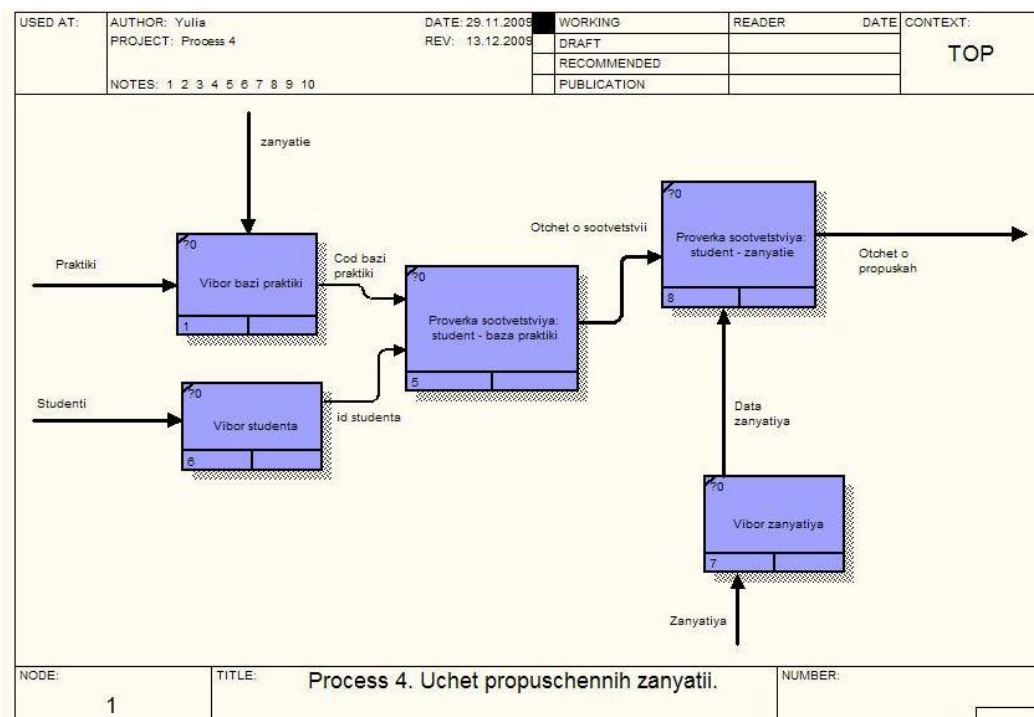 USED AT:
AUTHOR: Yulia
DATE: 29.11.2009
WORKING
READER
DATE
CONTEXT:
PROJECT: Process 4
REV: 13.12.2009
DRAFT
TOP
RECOMMENDED
NOTES: 1 2 3 4 5 6 7 8 9 10
PUBLICATION
zanyatie
?0
Praktiki
Vibor bazi praktiki
1
Cod bazi
praktiki
?0
Proverka sootvetstviya:
student - baza praktiki
5
Otchet o sootvetstvii
?0
Proverka sootvetstviya:
student - zanyatie
8
Otchet o
propuskah
Studenti
?0
Vibor studenta
6
id studenta
Data
zanyatiya
?0
Vibor zanyatiya
7
Zanyatiya
NODE:
1
TITLE:
Process 4. Uchet propuschennih zanyatii.
NUMBER: